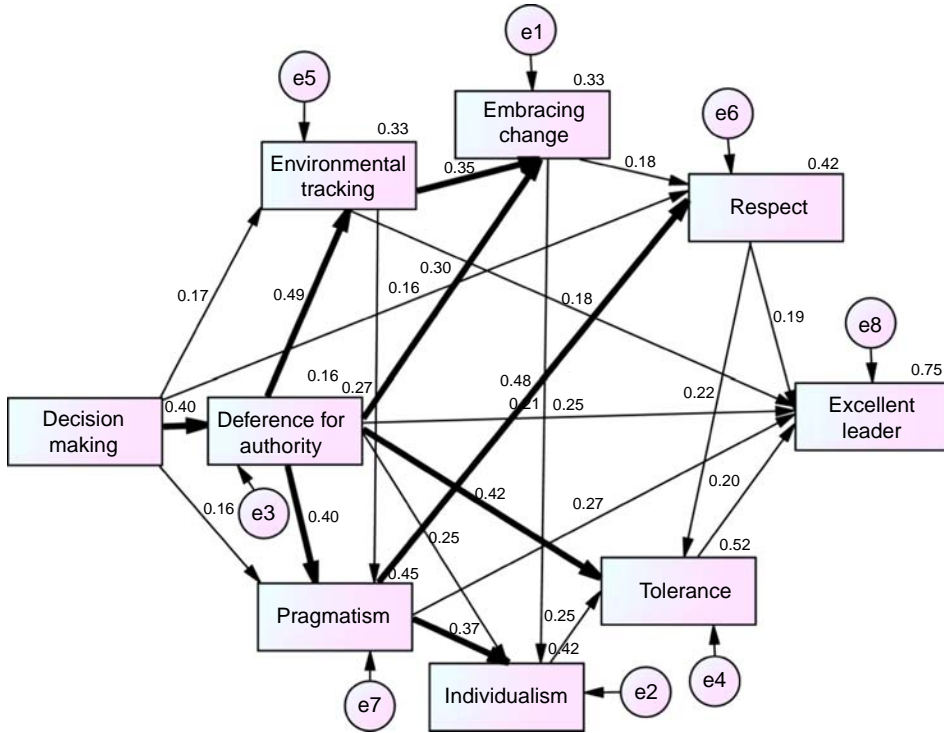 e1
e5
0.33
Embracing
change
e6
0.33
Environmental
tracking
0.35
0.18
0.42
Respect
0.17
0.49
0.30
0.16
0.18
0.19
e8
0.16
0.27
0.48
0.21
0.25
0.22
0.75
Decision
making
0.40
Deference for
authority
Excellent
leader
0.16
e3
0.40
0.42
0.25
0.27
0.20
0.52
0.45
Pragmatism
0.37
0.25
Tolerance
0.42
Individualism
e7
e2
e4